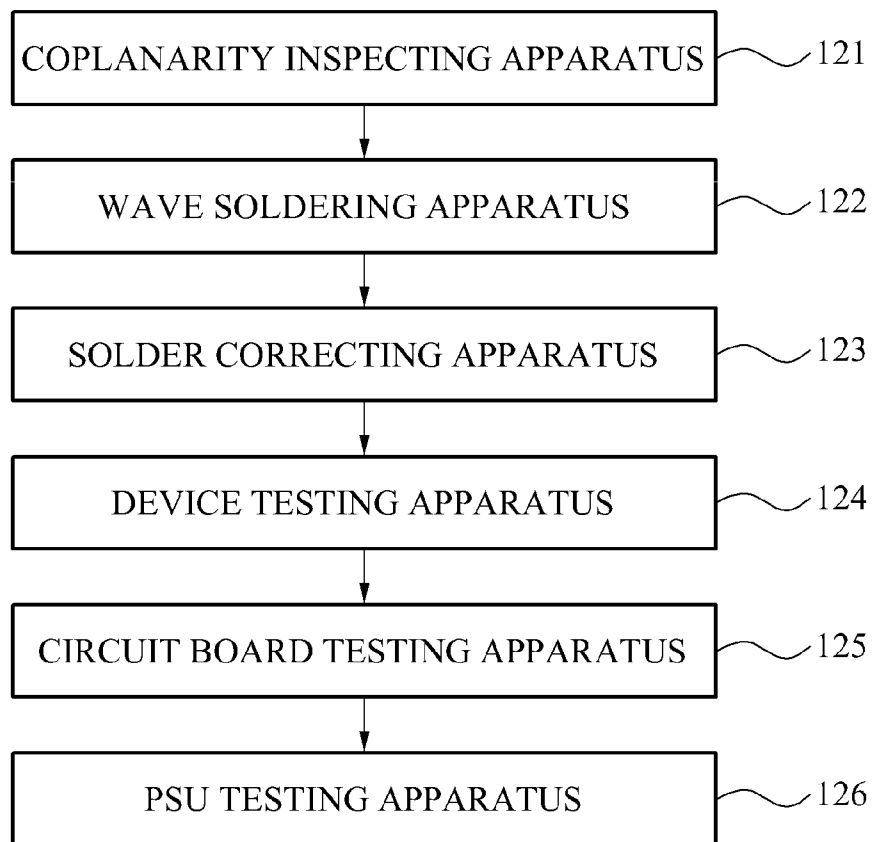 COPLANARITY INSPECTING APPARATUS 121
WAVE SOLDERING APPARATUS 122
SOLDER CORRECTING APPARATUS 123
DEVICE TESTING APPARATUS 124
CIRCUIT BOARD TESTING APPARATUS 125
PSU TESTING APPARATUS 126